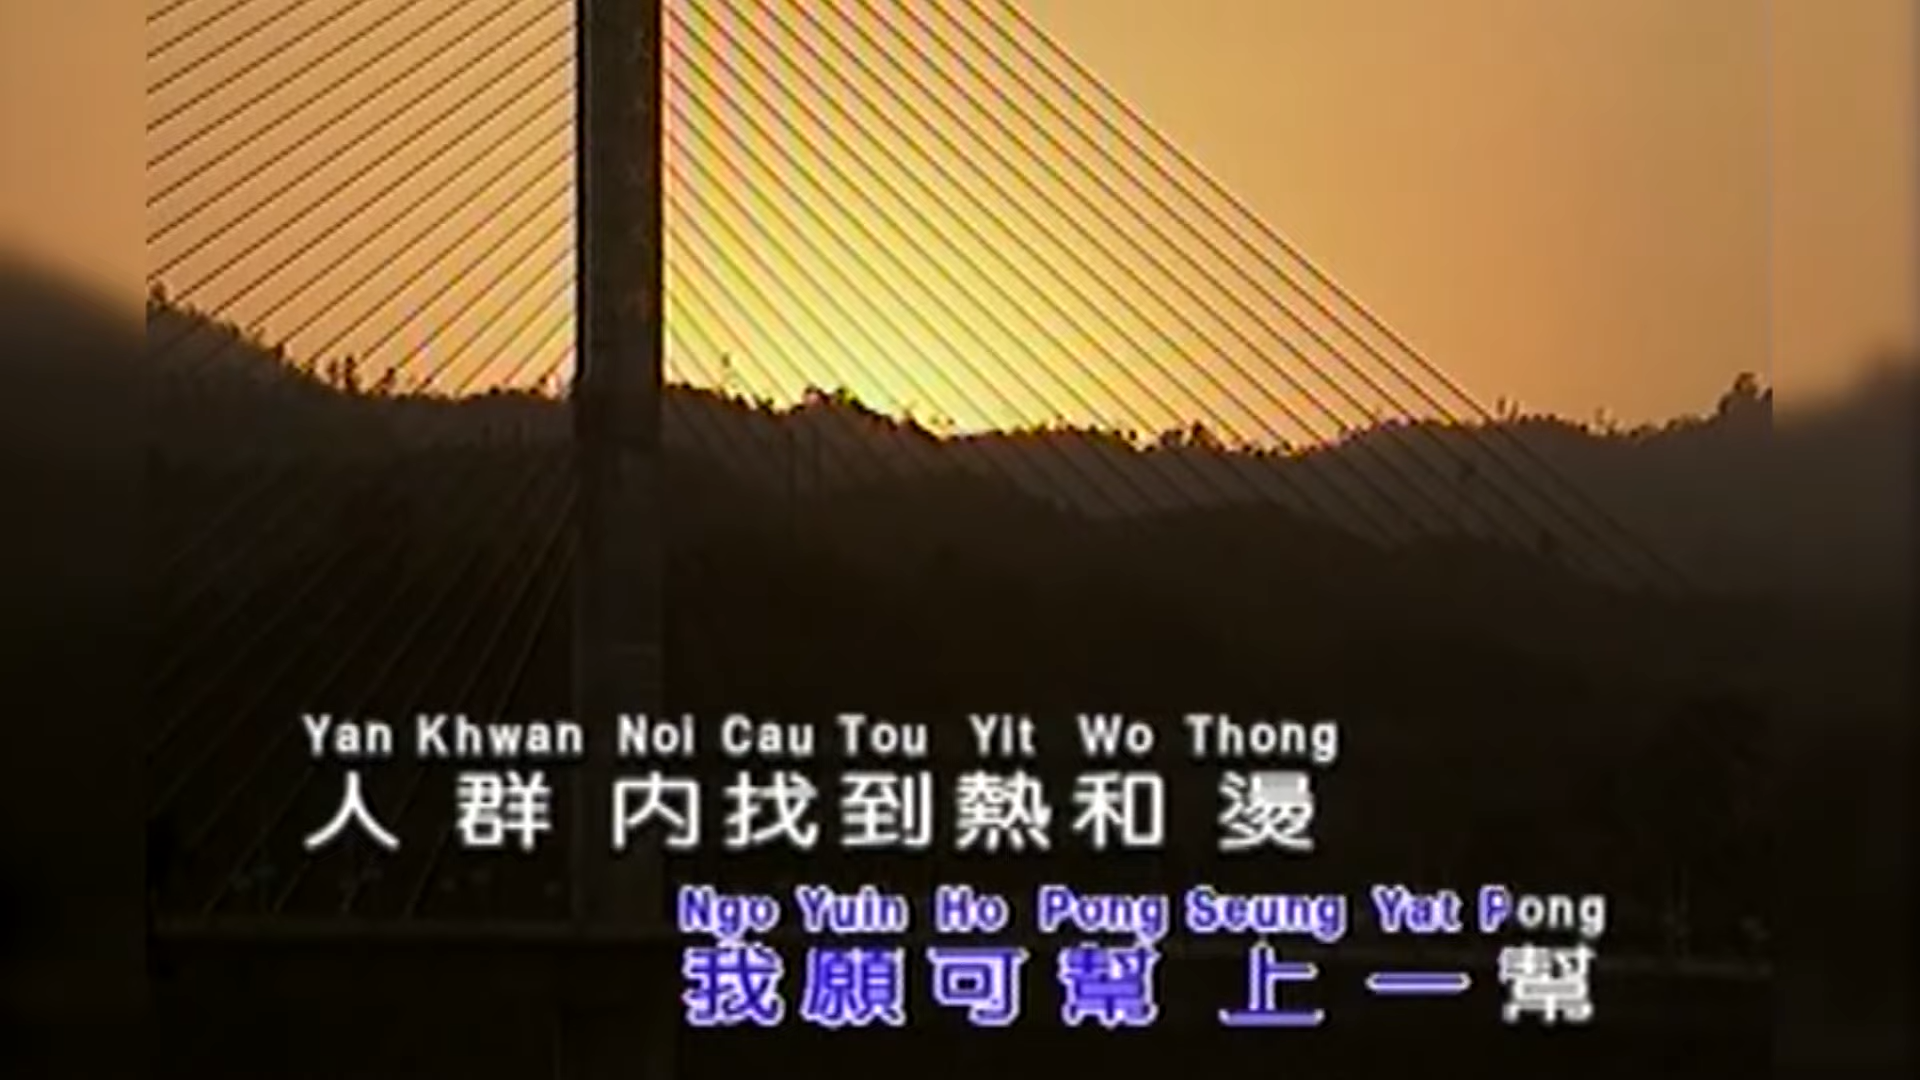 Yan Khwan Noi Cau Tou Yit Wo Thong
人 群 内 找 到 熱 和 燙
Ngo Yuin Ho Pong Seung Yat Pong
我 願 可 幫 上 一 幫